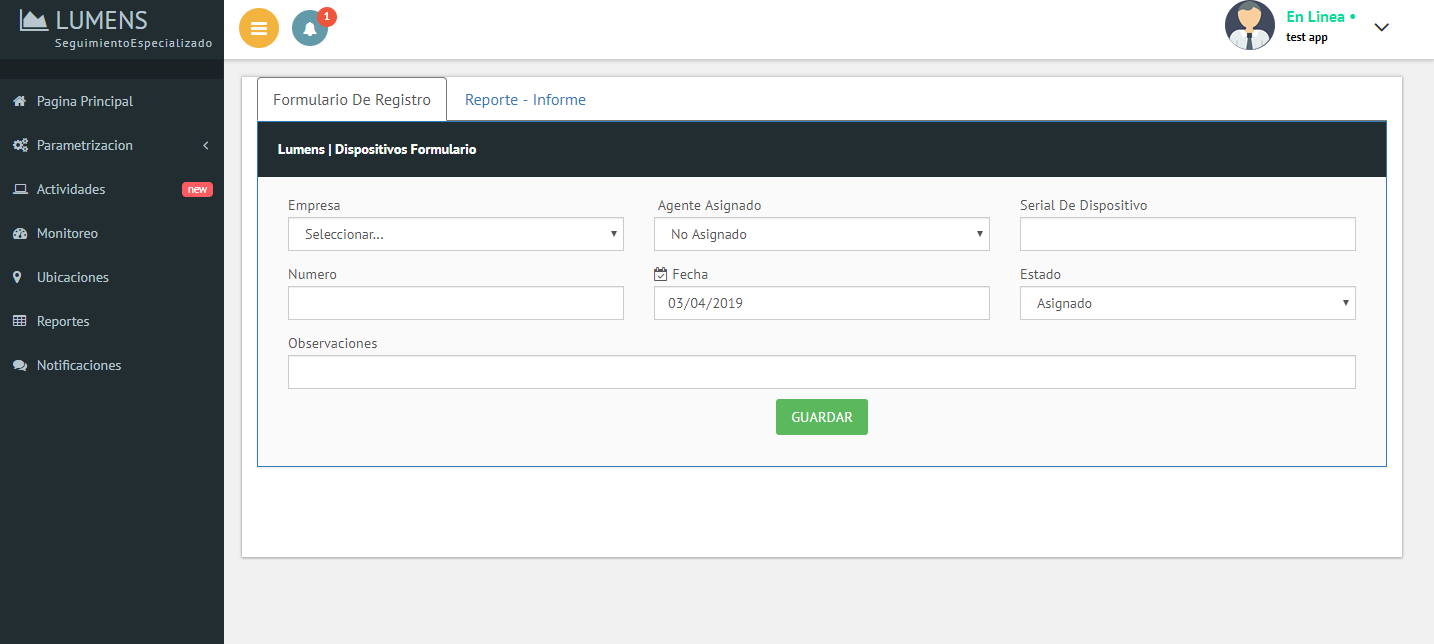 LUMENS
SeguimientoEspecializado
1
En Linea •
test app
Pagina Principal
Parametrizacion
Actividades new
Monitoreo
Ubicaciones
Reportes
Notificaciones
Formulario De Registro Reporte - Informe
Lumens | Dispositivos Formulario
Empresa Agente Asignado Serial De Dispositivo
Seleccionar... No Asignado
Numero Fecha Estado
03/04/2019 Asignado
Observaciones
GUARDAR